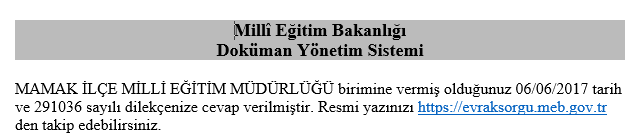 Millî Eğitim Bakanlığı
Doküman Yönetim Sistemi
MAMAK İLÇE MİLLİ EĞİTİM MÜDÜRLÜĞÜ birimine vermiş olduğunuz 06/06/2017 tarih
ve 291036 sayılı dilekçenize cevap verilmiştir. Resmi yazınızı https://evraksorgu.meb.gov.tr
den takip edebilirsiniz.